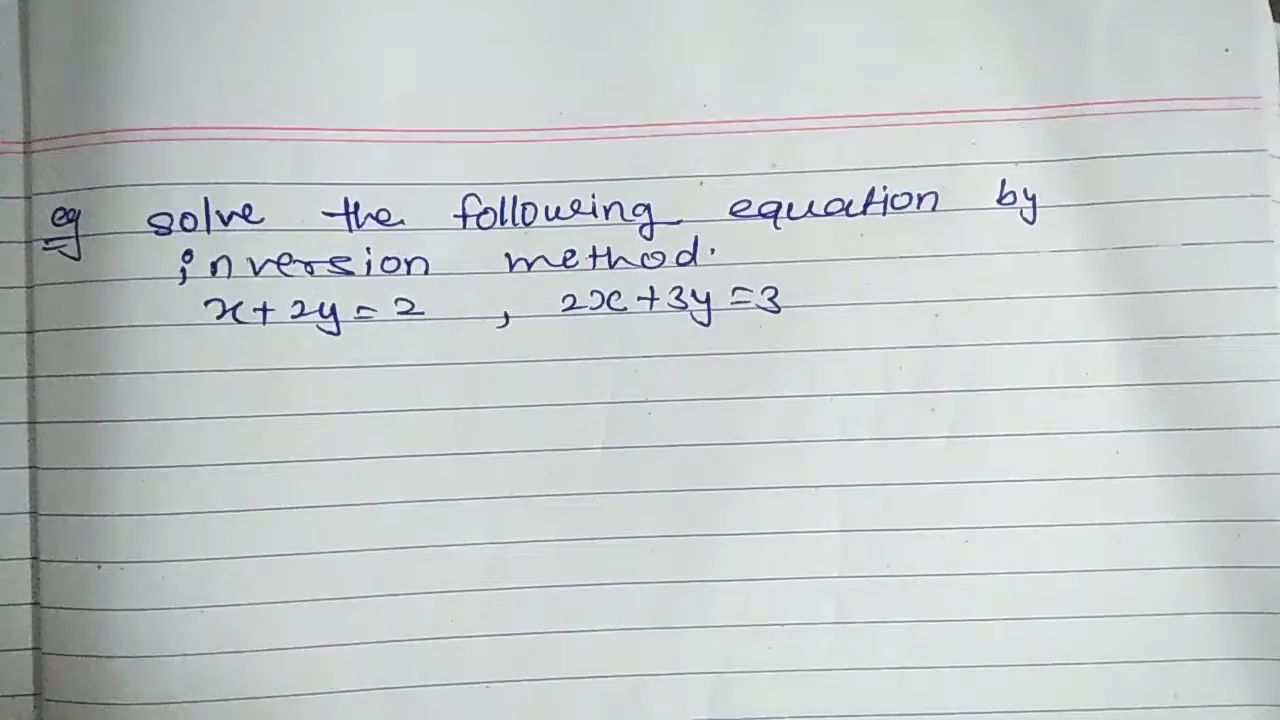 eg solve the following equation by
inversion method.
x + 2y = 2 , 2x + 3y = 3